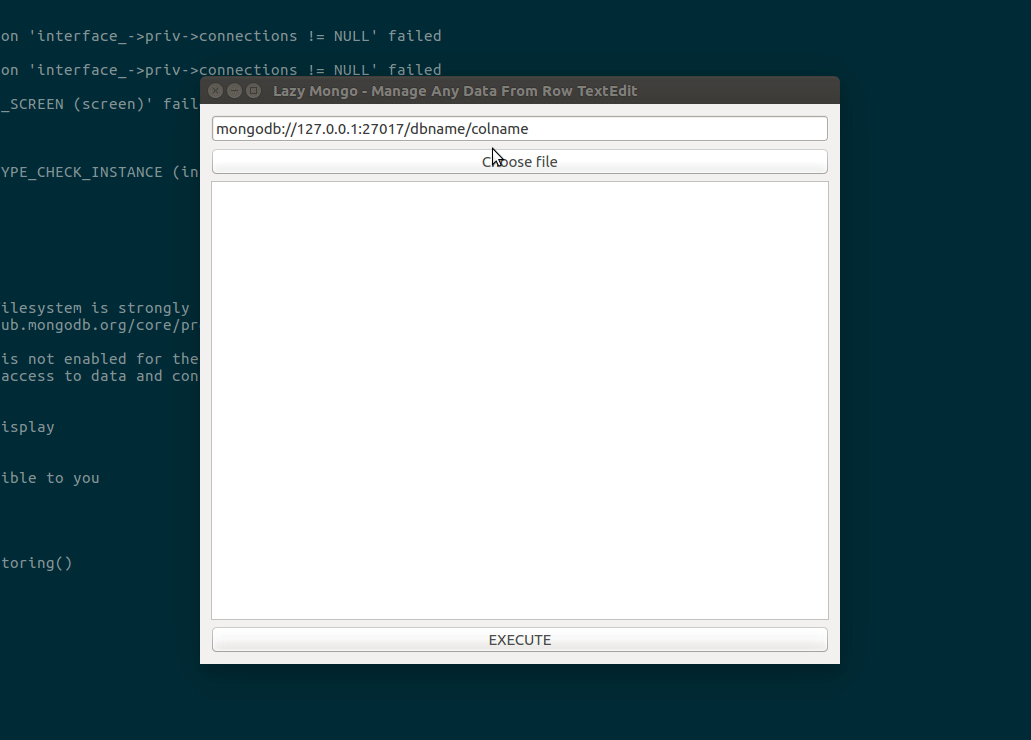 on 'interface_->priv->connections != NULL' failed
on 'interface_->priv->connections != NULL' failed
Lazy Mongo - Manage Any Data From Row TextEdit
_SCREEN (screen)' fail
mongodb://127.0.0.1:27017/dbname/colname
Choose file
YPE_CHECK_INSTANCE (in
ilesystem is strongly
ub.mongodb.org/core/pr
is not enabled for the
access to data and con
isplay
ible to you
toring()
EXECUTE